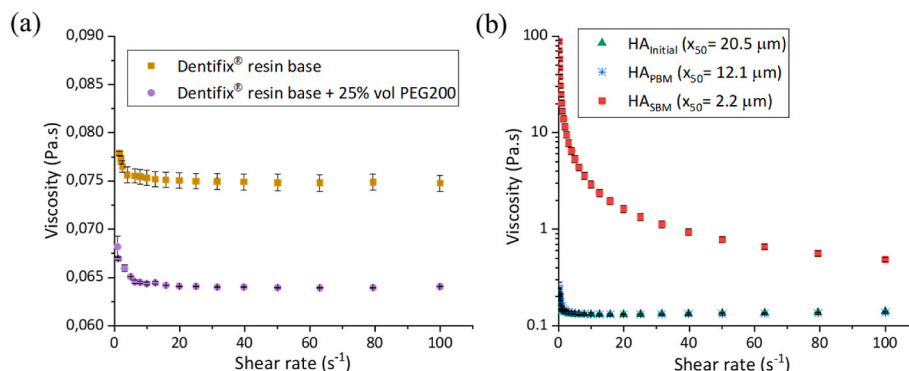 (a)
0,090
0,085
0,080
0,075
0,070
0,065
0,060
Viscosity (Pa.s)
Dentifix® resin base
Dentifix® resin base + 25% vol PEG200
0 20 40 60 80 100
Shear rate (s⁻¹)
(b)
100
10
1
0.1
Viscosity (Pa.s)
HA_Initial (x₅₀= 20.5 μm)
HA_PBM (x₅₀= 12.1 μm)
HA_SBM (x₅₀= 2.2 μm)
0 20 40 60 80 100
Shear rate (s⁻¹)